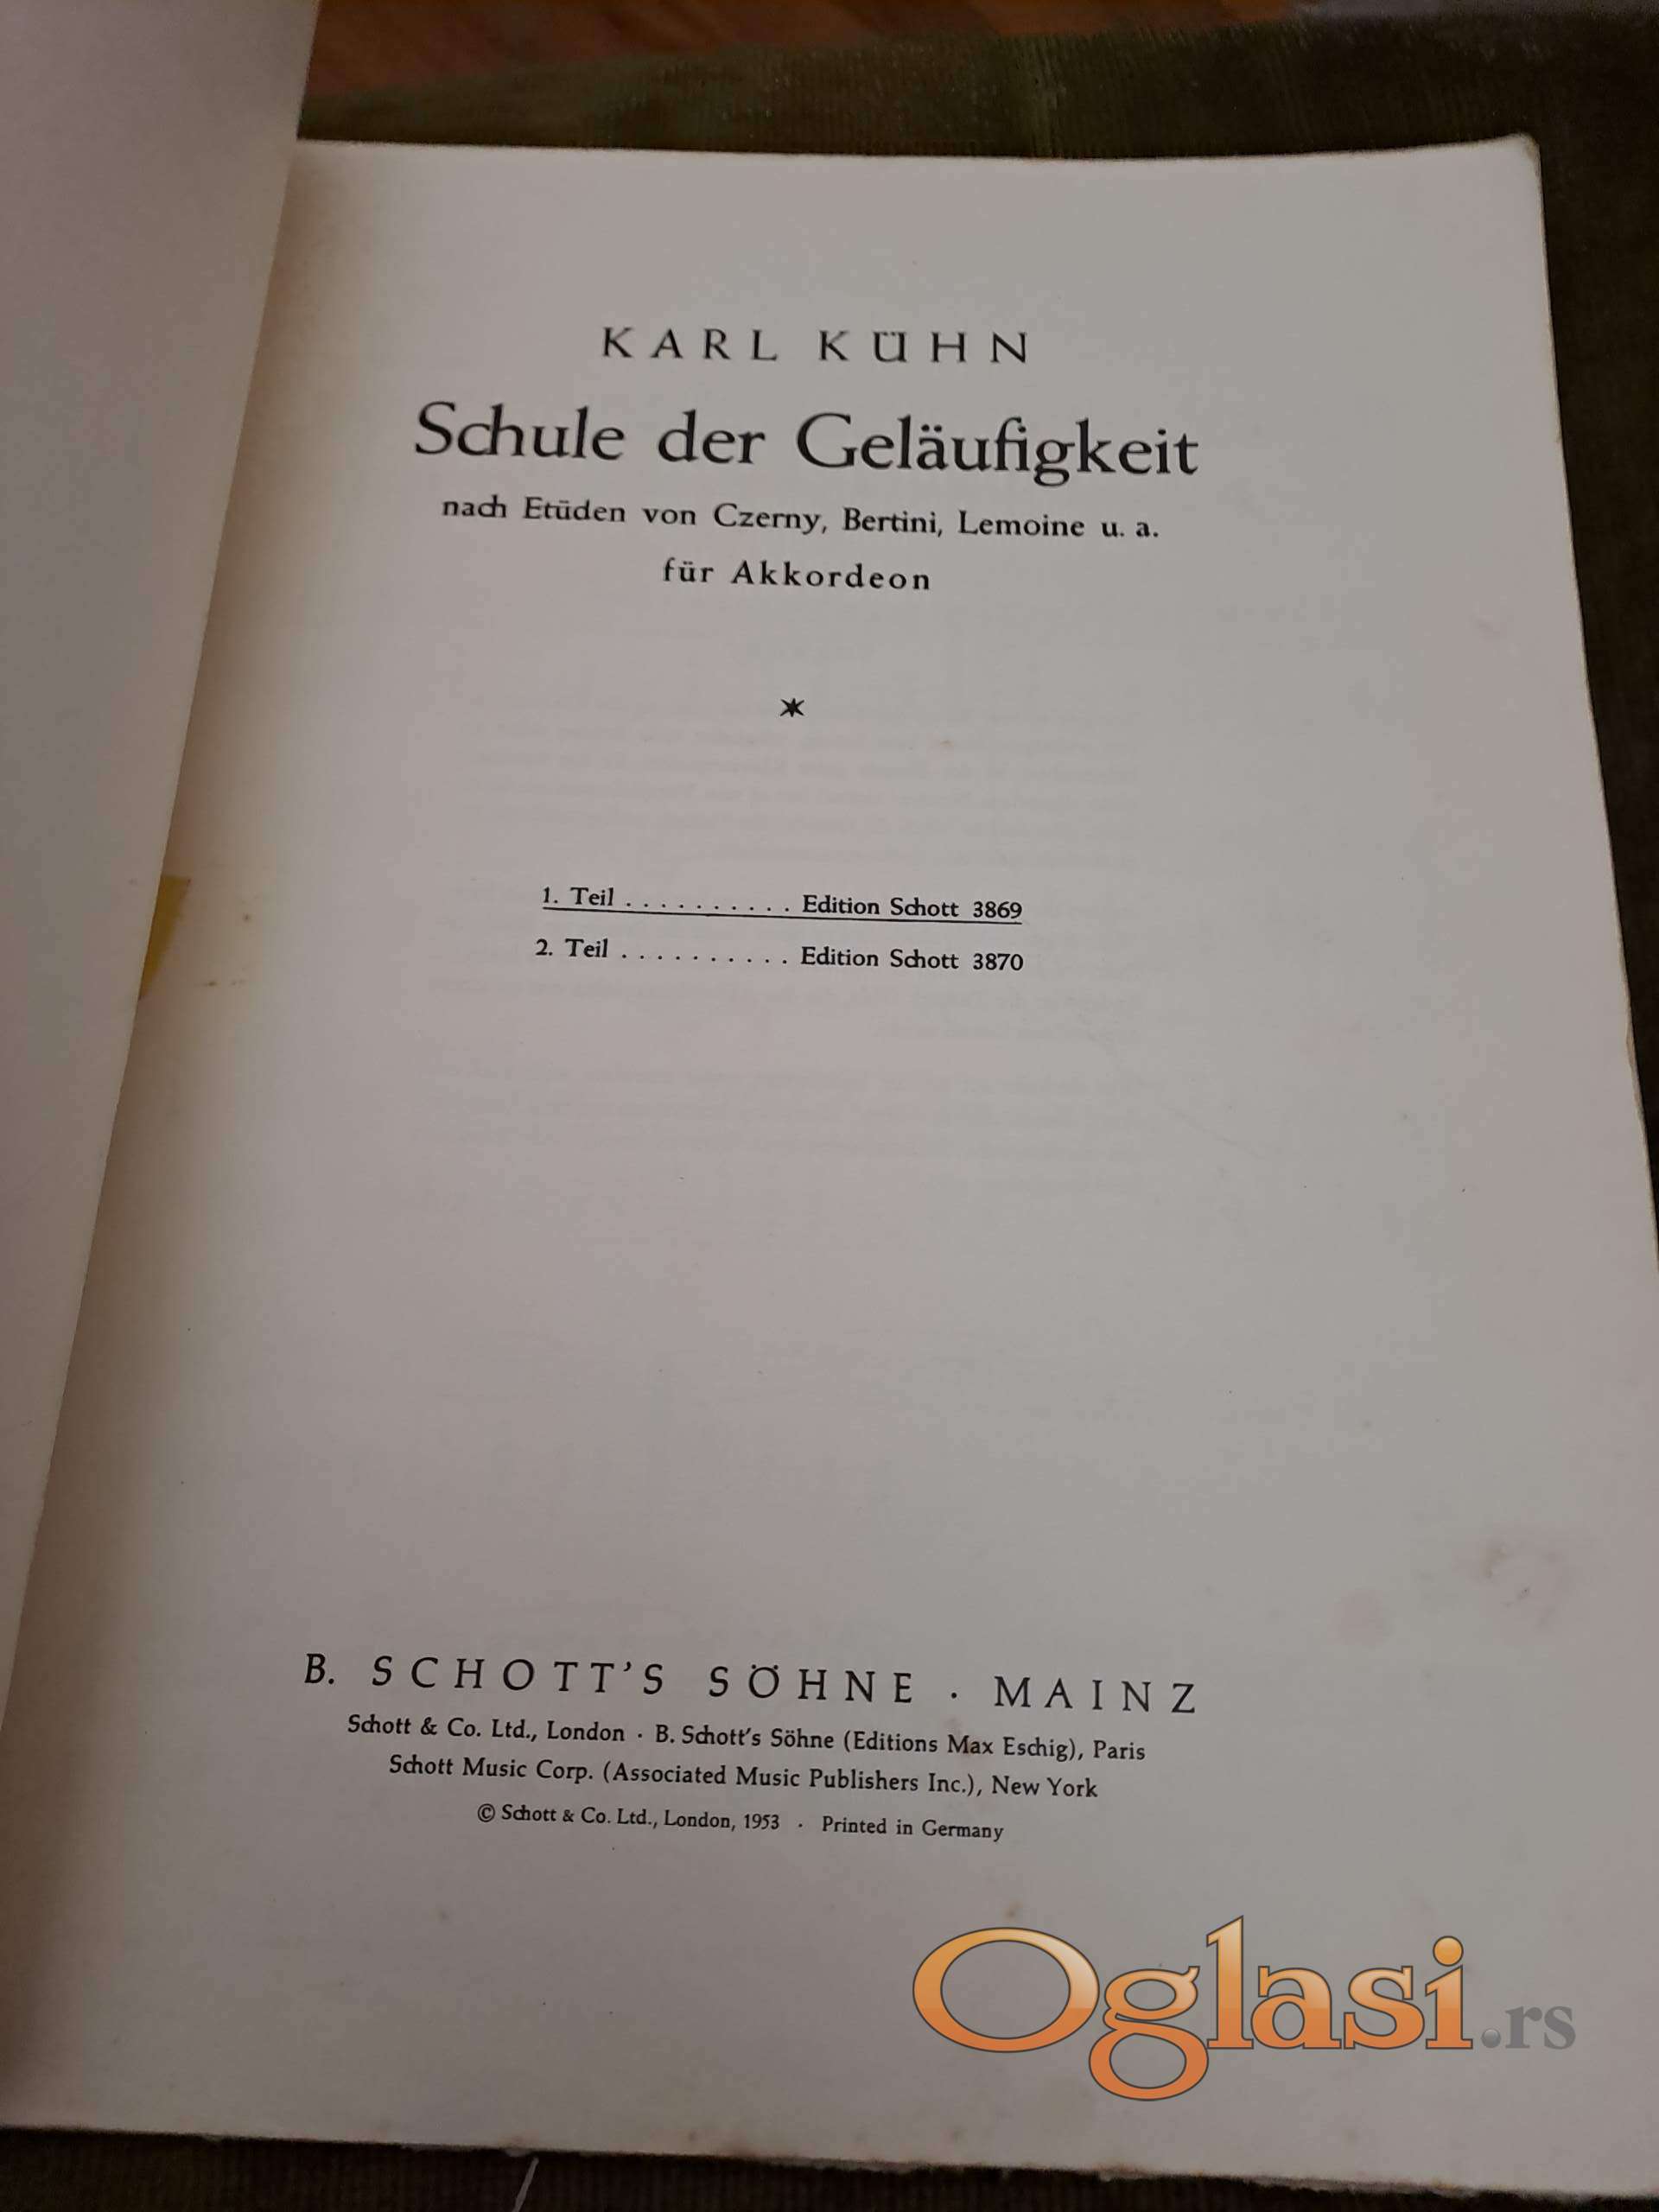 KARL KÜHN
Schule der Geläufigkeit
nach Etüden von Czerny, Bertini, Lemoine u. a.
für Akkordeon
*
1. Teil . . . . . . . . . . Edition Schott 3869
2. Teil . . . . . . . . . . Edition Schott 3870
B. SCHOTT'S SÖHNE · MAINZ
Schott & Co. Ltd., London · B. Schott's Söhne (Editions Max Eschig), Paris
Schott Music Corp. (Associated Music Publishers Inc.), New York
© Schott & Co. Ltd., London, 1953 · Printed in Germany
Oglasi.rs